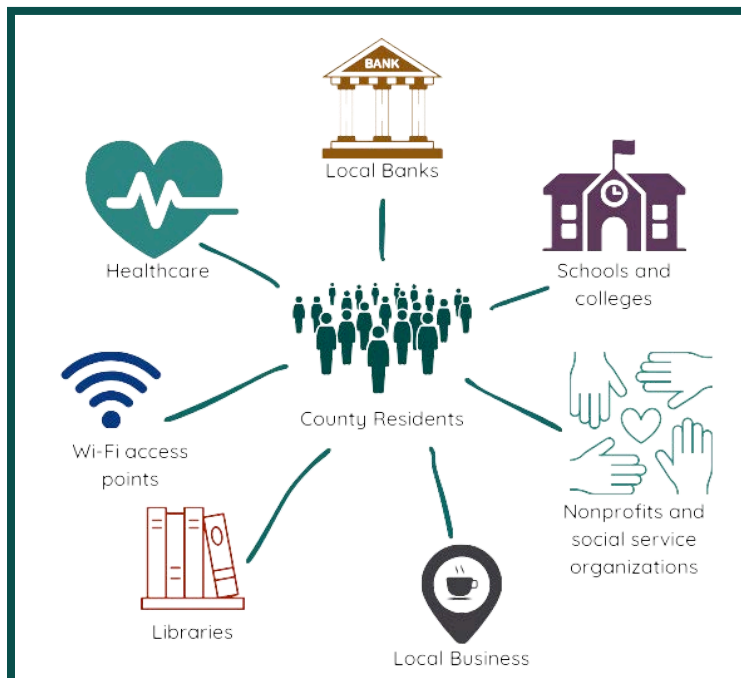 BANK
Local Banks
Healthcare
Schools and
colleges
County Residents
Wi-Fi access
points
Nonprofits and
social service
organizations
Libraries
Local Business